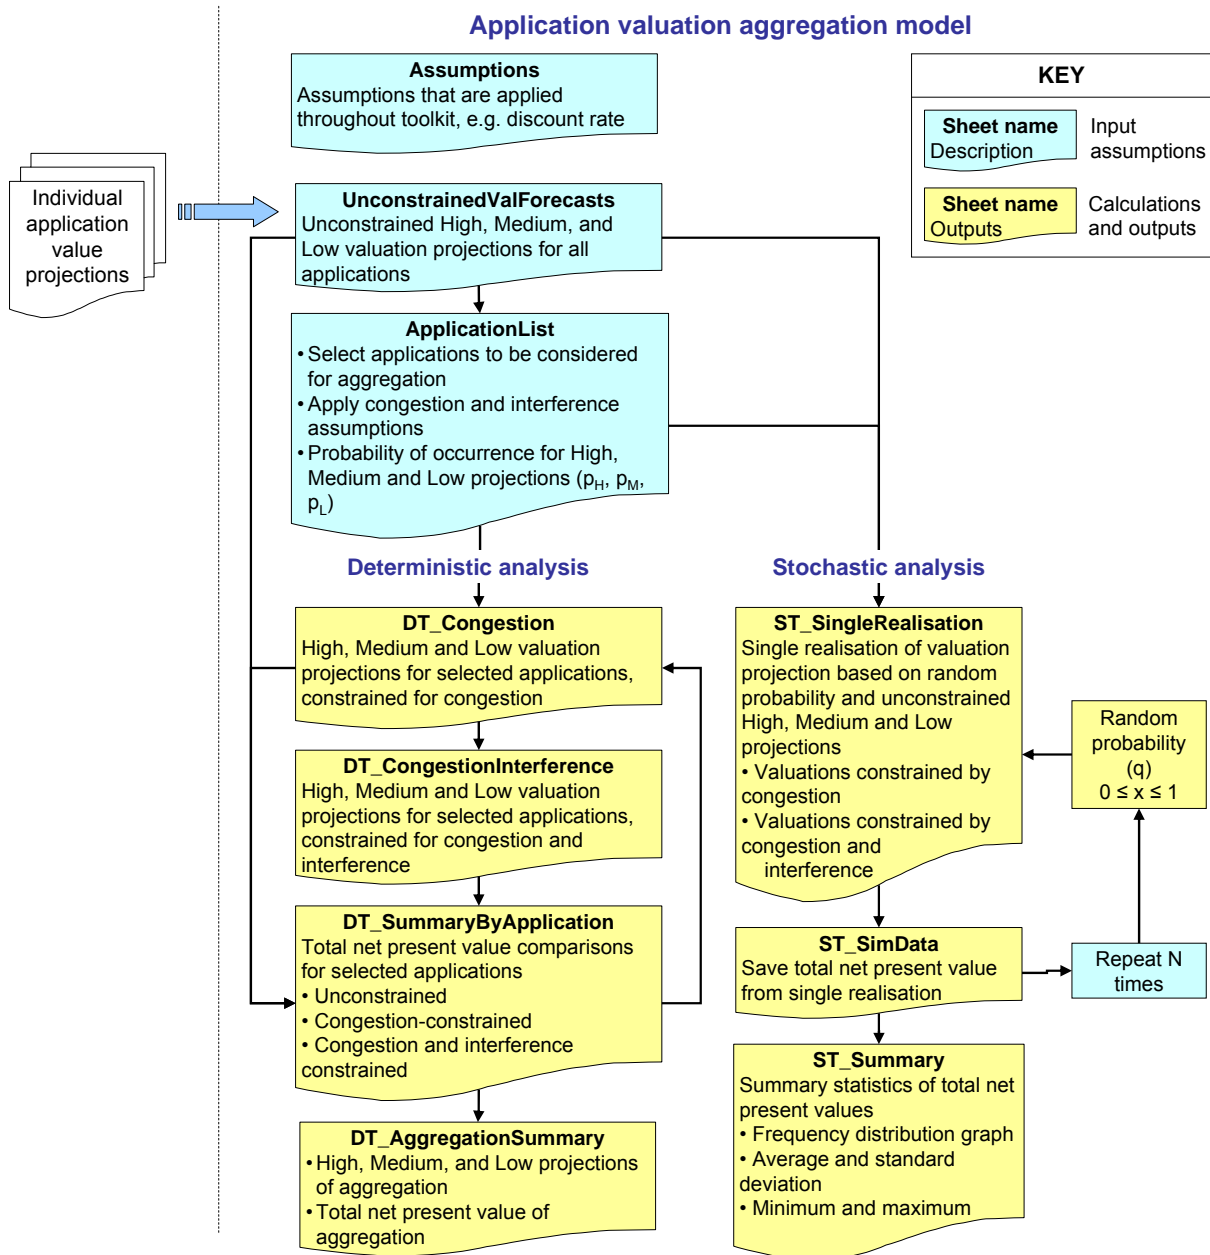 Application valuation aggregation model
Assumptions
Assumptions that are applied
throughout toolkit, e.g. discount rate
KEY
Sheet name
Description
Input
assumptions
Sheet name
Outputs
Calculations
and outputs
Individual
application
value
projections
UnconstrainedValForecasts
Unconstrained High, Medium, and
Low valuation projections for all
applications
ApplicationList
• Select applications to be considered
for aggregation
• Apply congestion and interference
assumptions
• Probability of occurrence for High,
Medium and Low projections (pH, pM,
pL)
Deterministic analysis
DT_Congestion
High, Medium and Low valuation
projections for selected applications,
constrained for congestion
DT_CongestionInterference
High, Medium and Low valuation
projections for selected applications,
constrained for congestion and
interference
DT_SummaryByApplication
Total net present value comparisons
for selected applications
• Unconstrained
• Congestion-constrained
• Congestion and interference
constrained
DT_AggregationSummary
• High, Medium, and Low projections
of aggregation
• Total net present value of
aggregation
Stochastic analysis
ST_SingleRealisation
Single realisation of valuation
projection based on random
probability and unconstrained
High, Medium and Low
projections
• Valuations constrained by
congestion
• Valuations constrained by
congestion and
interference
Random
probability
(q)
0 ≤ x ≤ 1
ST_SimData
Save total net present value
from single realisation
Repeat N
times
ST_Summary
Summary statistics of total net
present values
• Frequency distribution graph
• Average and standard
deviation
• Minimum and maximum